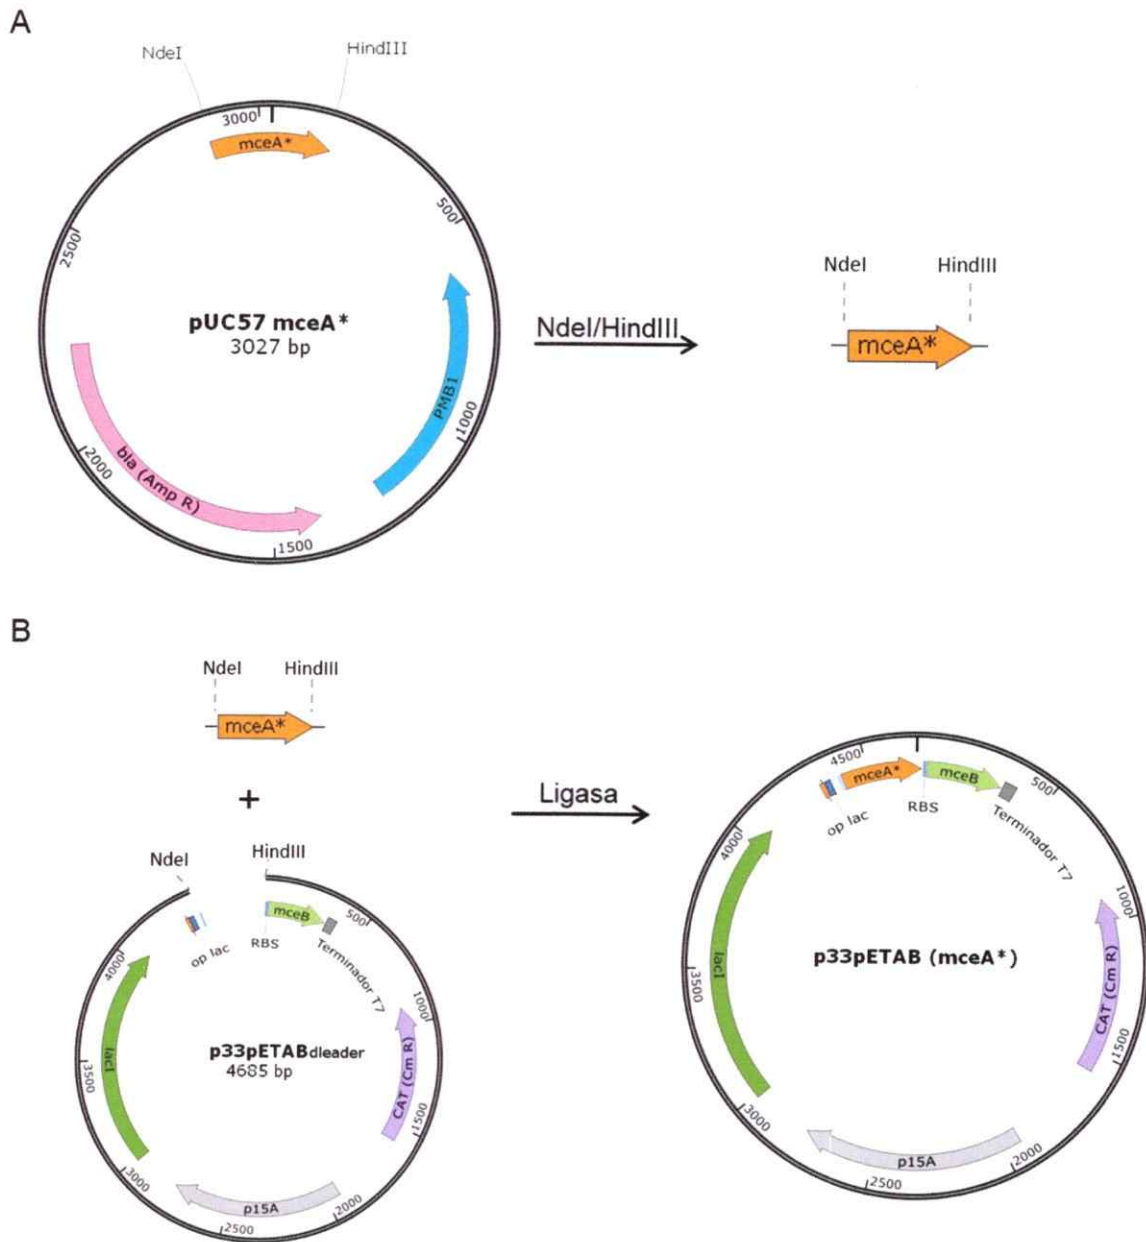 A
NdeI
HindIII
3000
mceA*
500
2500
pUC57 mceA*
3027 bp
PMB1
1000
bla (Amp R)
2000
1500
NdeI/HindIII
NdeI
HindIII
mceA*
B
NdeI
HindIII
mceA*
+
NdeI
HindIII
mceB
500
op lac
RBS
Terminador T7
4000
1000
lacI
p33pETABdleader
4685 bp
CAT (Cm R)
3500
1500
3000
p15A
2000
2500
Ligasa
4500
mceA*
mceB
500
op lac
RBS
Terminador T7
4000
1000
lacI
p33pETAB (mceA*)
CAT (Cm R)
3500
1500
3000
p15A
2000
2500